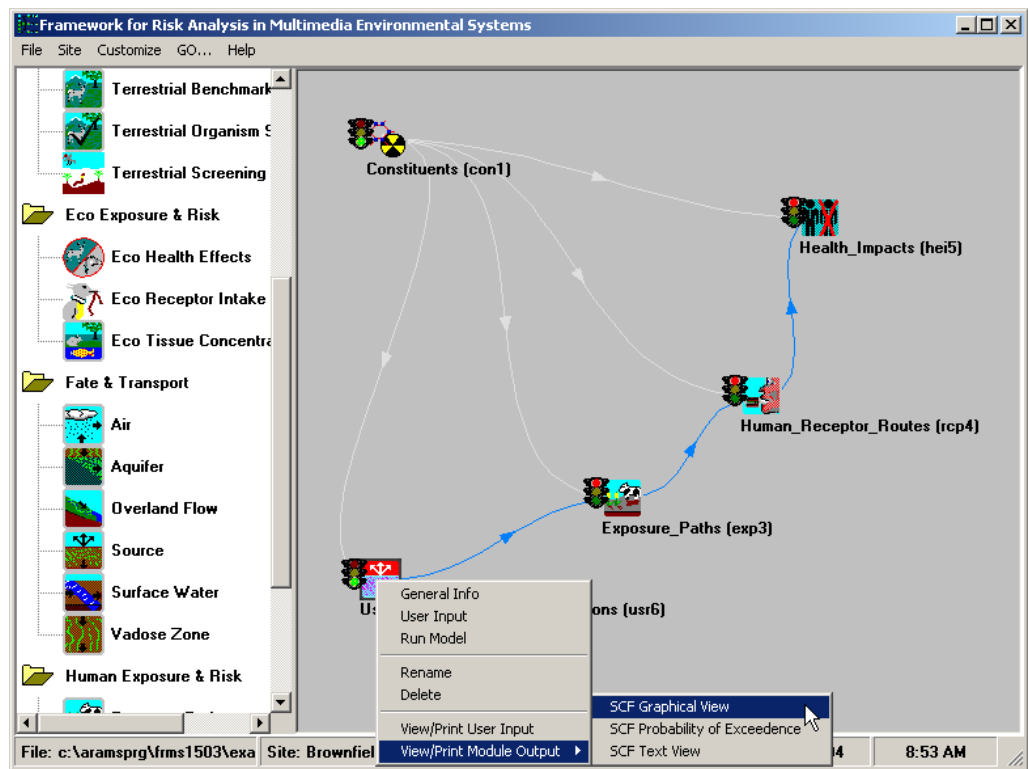 Framework for Risk Analysis in Multimedia Environmental Systems
File Site Customize GO... Help
Terrestrial Benchmark
Terrestrial Organism S
Terrestrial Screening
Eco Exposure & Risk
Eco Health Effects
Eco Receptor Intake
Eco Tissue Concentra
Fate & Transport
Air
Aquifer
Overland Flow
Source
Surface Water
Vadose Zone
Human Exposure & Risk
Constituents (con1)
Health_Impacts (hei5)
Human_Receptor_Routes (rcp4)
Exposure_Paths (exp3)
Us ons (usr6)
General Info
User Input
Run Model
Rename
Delete
View/Print User Input
View/Print Module Output
SCF Graphical View
SCF Probability of Exceedence
SCF Text View
File: c:\aramsprg\frms1503\exa Site: Brownfiel 4 8:53 AM